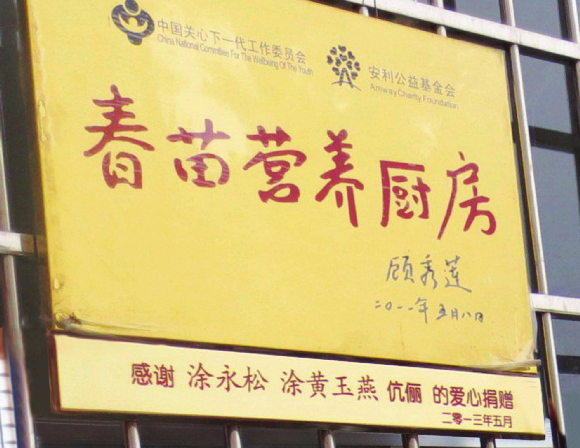 中国关心下一代工作委员会
China National Committee For The Wellbeing Of The Youth
安利公益基金会
Amway Charity Foundation
春苗营养厨房
顾秀莲
二〇一一年五月八日
感谢 涂永松 涂黄玉燕 伉俪 的爱心捐赠
二零一三年五月